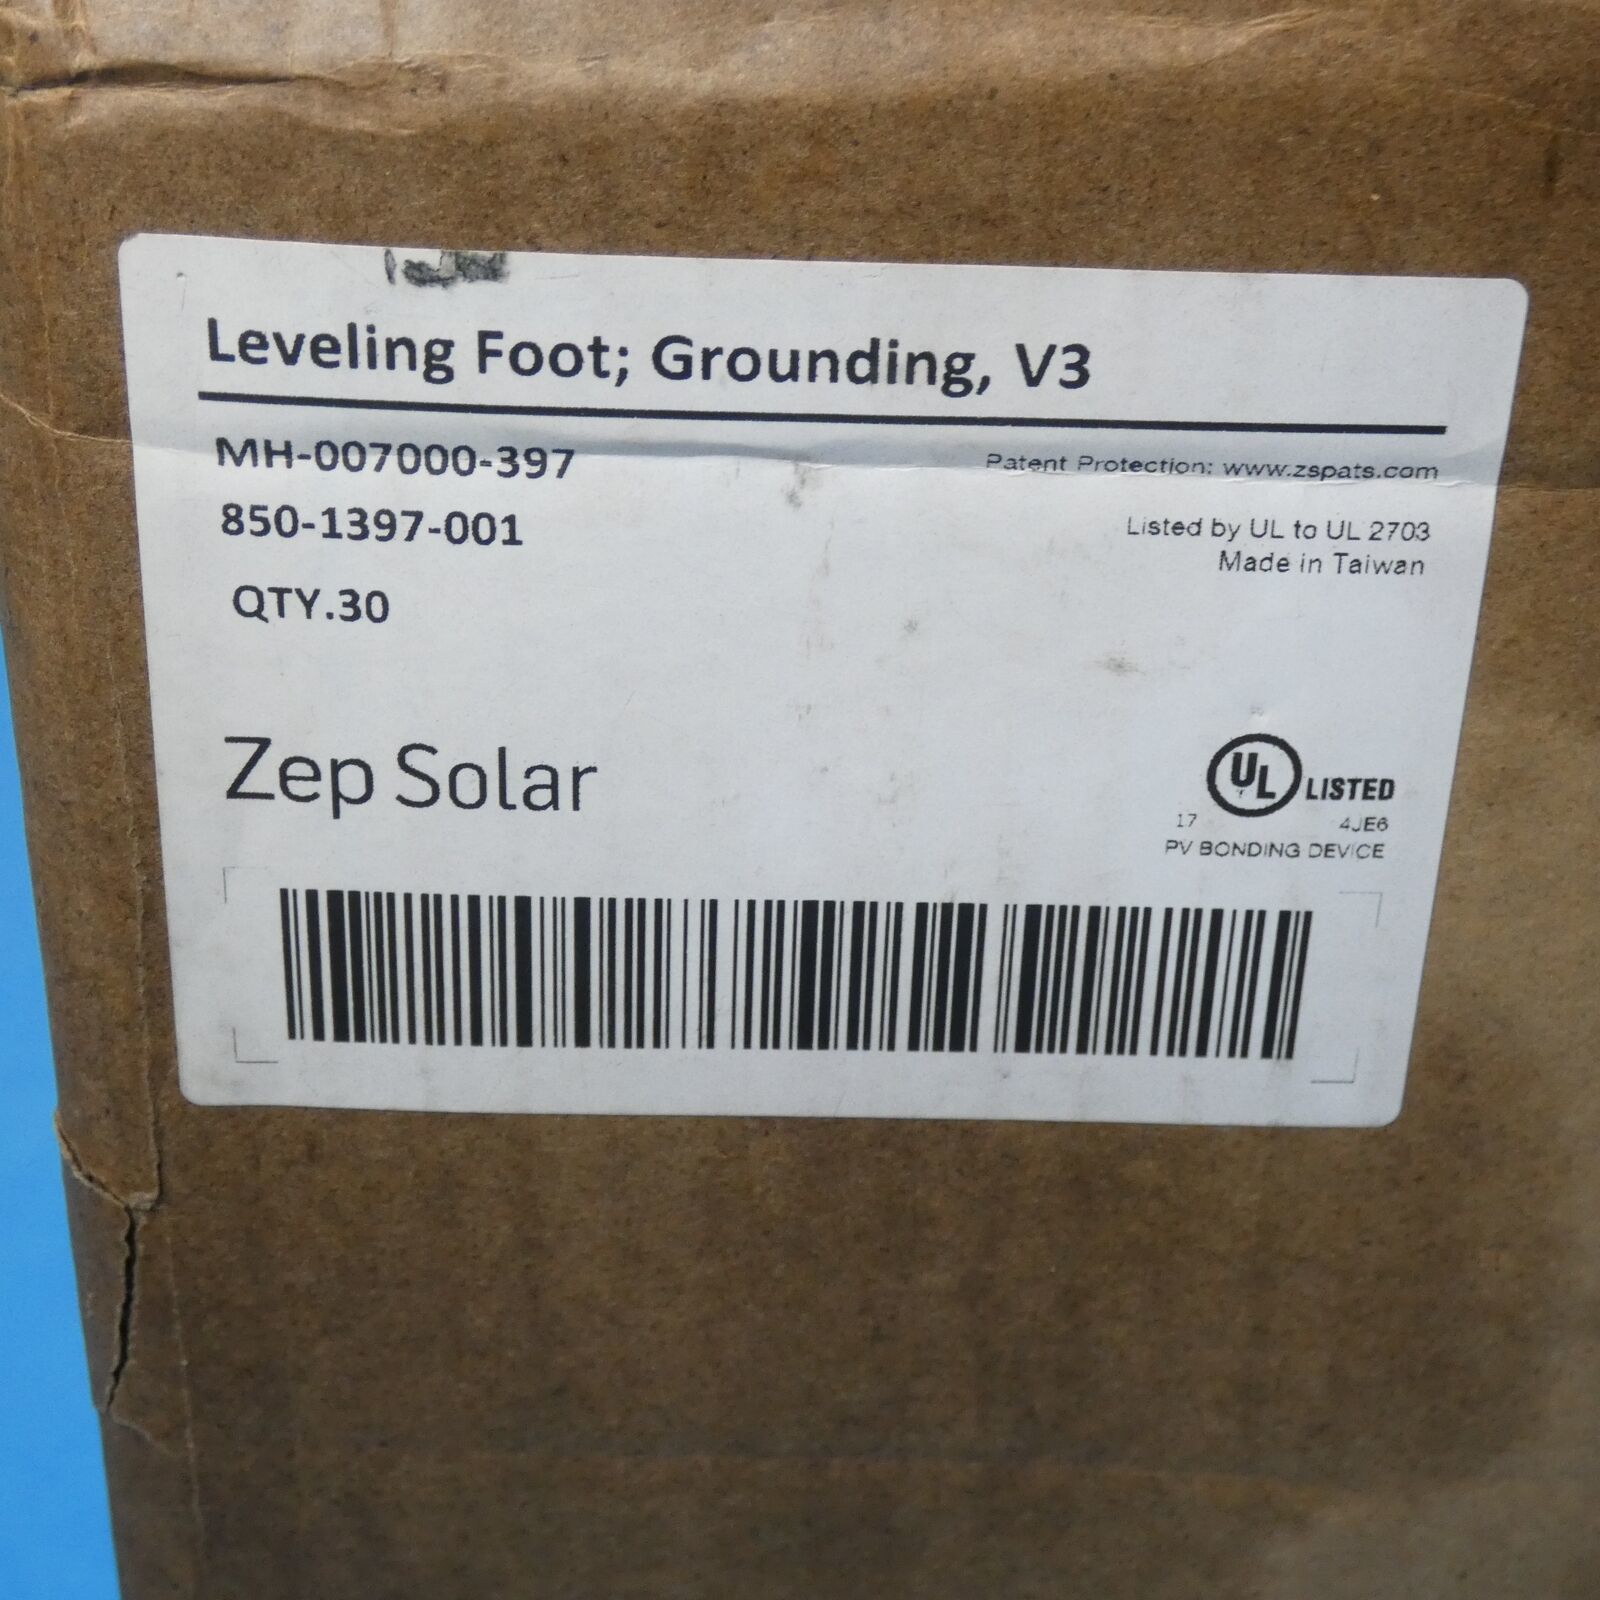 Leveling Foot; Grounding, V3
MH-007000-397
Patent Protection: www.zspats.com
850-1397-001
Listed by UL to UL 2703
Made in Taiwan
QTY.30
Zep Solar
UL LISTED
17 4JE6
PV BONDING DEVICE